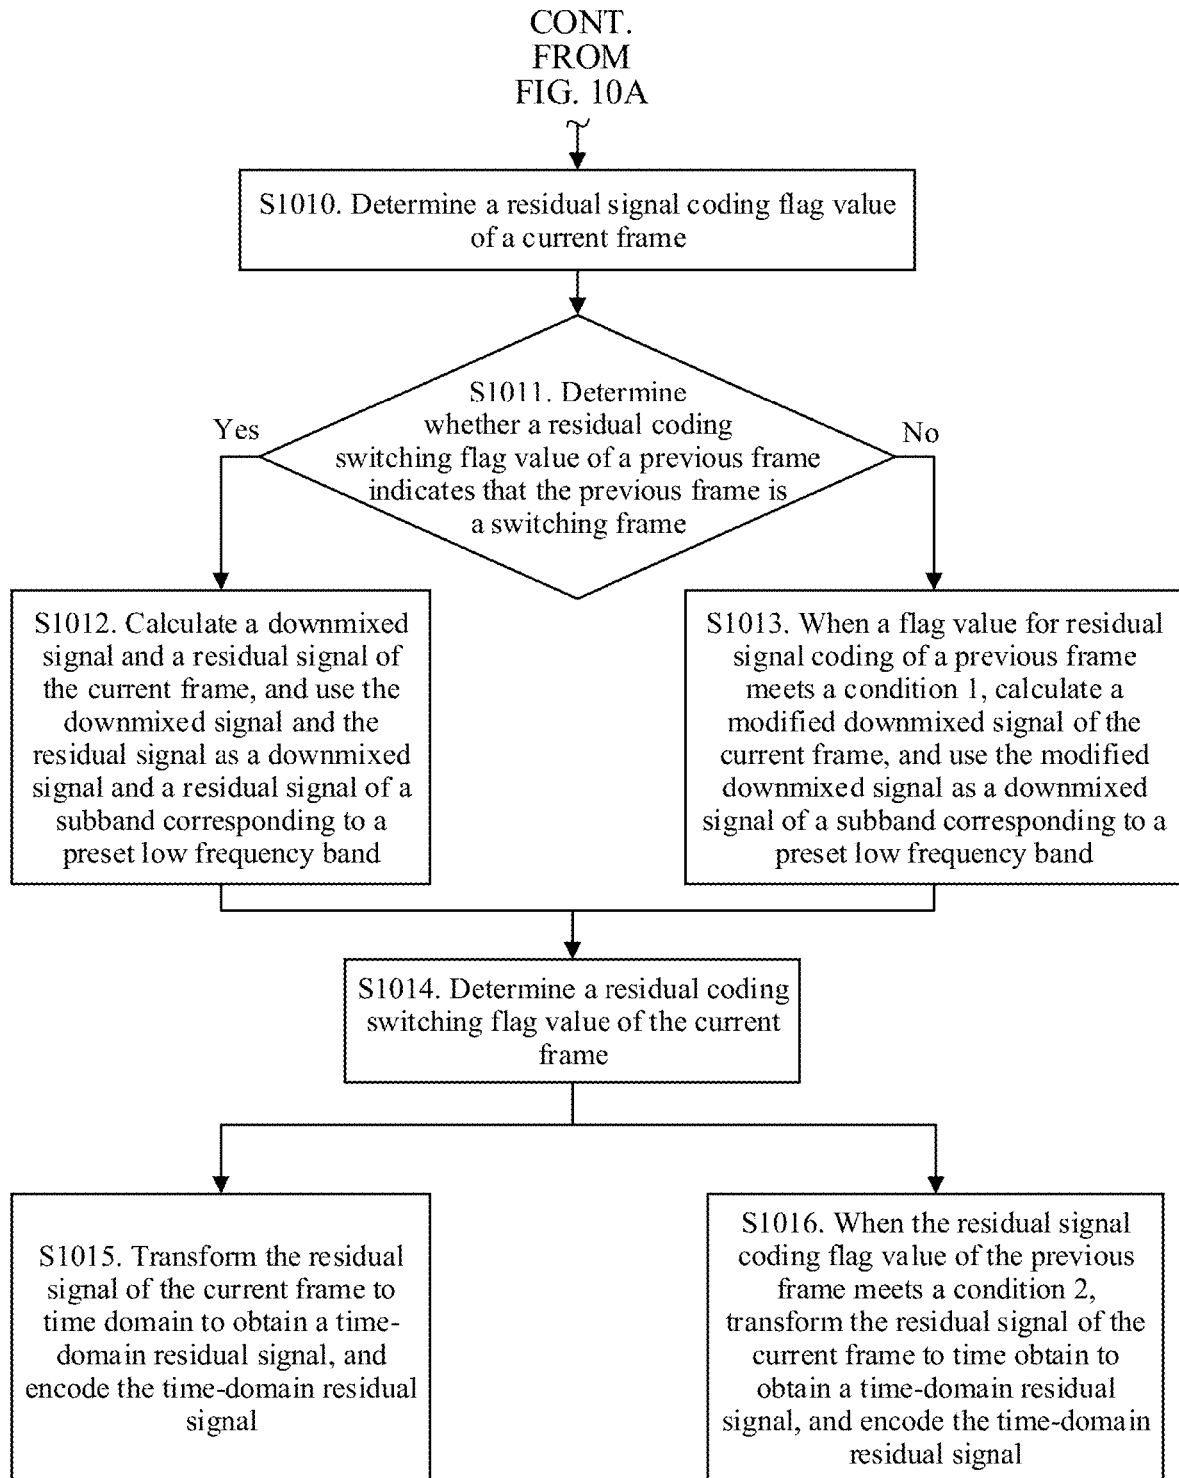 CONT.
FROM
FIG. 10A
S1010. Determine a residual signal coding flag value
of a current frame
S1011. Determine
whether a residual coding
switching flag value of a previous frame
indicates that the previous frame is
a switching frame
Yes
No
S1012. Calculate a downmixed
signal and a residual signal of
the current frame, and use the
downmixed signal and the
residual signal as a downmixed
signal and a residual signal of a
subband corresponding to a
preset low frequency band
S1013. When a flag value for residual
signal coding of a previous frame
meets a condition 1, calculate a
modified downmixed signal of the
current frame, and use the modified
downmixed signal as a downmixed
signal of a subband corresponding to a
preset low frequency band
S1014. Determine a residual coding
switching flag value of the current
frame
S1015. Transform the residual
signal of the current frame to
time domain to obtain a time-
domain residual signal, and
encode the time-domain residual
signal
S1016. When the residual signal
coding flag value of the previous
frame meets a condition 2,
transform the residual signal of the
current frame to time obtain to
obtain a time-domain residual
signal, and encode the time-domain
residual signal